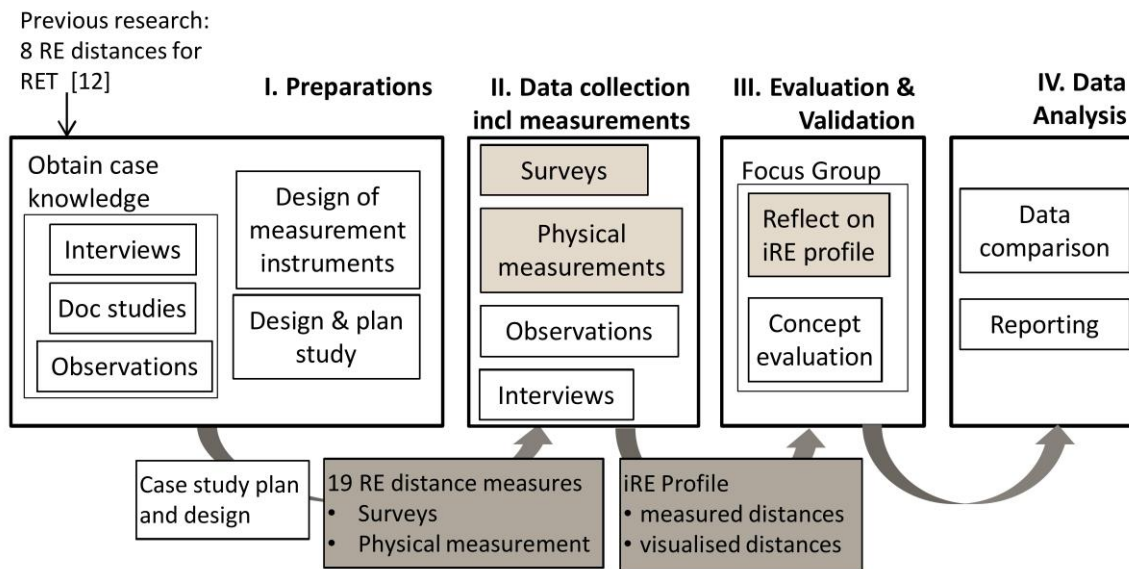 Previous research:
8 RE distances for
RET [12]
I. Preparations
Obtain case
knowledge
Interviews
Doc studies
Observations
Design of
measurement
instruments
Design & plan
study
II. Data collection
incl measurements
Surveys
Physical
measurements
Observations
Interviews
III. Evaluation &
Validation
Focus Group
Reflect on
iRE profile
Concept
evaluation
IV. Data
Analysis
Data
comparison
Reporting
Case study plan
and design
19 RE distance measures
• Surveys
• Physical measurement
iRE Profile
• measured distances
• visualised distances